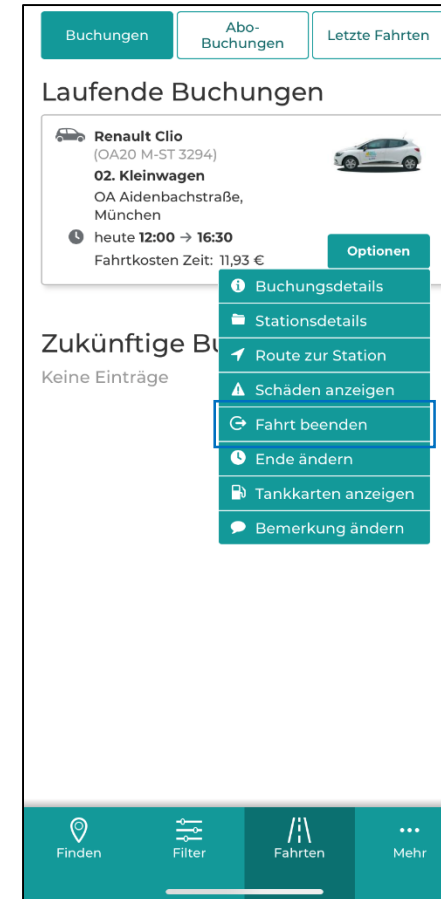 Buchungen
Abo-
Buchungen
Letzte Fahrten
Laufende Buchungen
Renault Clio
(OA20 M-ST 3294)
02. Kleinwagen
OA Aidenbachstraße,
München
heute 12:00 → 16:30
Fahrtkosten Zeit: 11,93 €
Optionen
Buchungsdetails
Stationsdetails
Route zur Station
Schäden anzeigen
Fahrt beenden
Ende ändern
Tankkarten anzeigen
Bemerkung ändern
Zukünftige Bu
Keine Einträge
Finden
Filter
Fahrten
Mehr